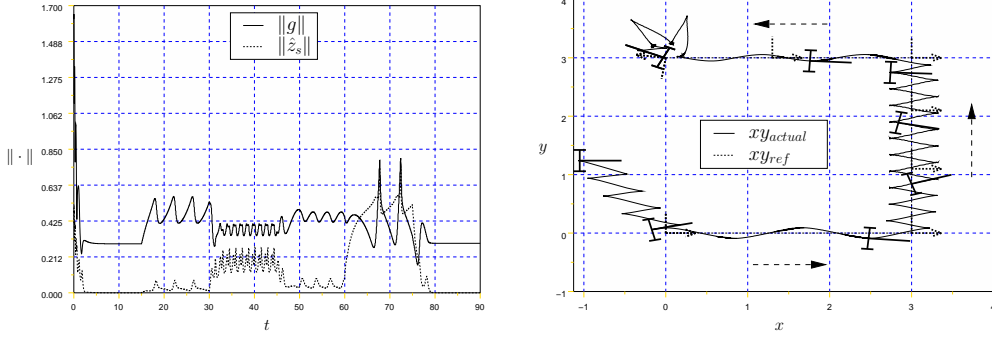 1.700
1.488
1.275
1.062
0.850
0.637
0.425
0.212
0.000
‖ · ‖
‖g‖
‖ẑ_s‖
0 10 20 30 40 50 60 70 80 90
t
4
3
2
1
0
−1
y
xy_actual
xy_ref
−1 0 1 2 3 4
x